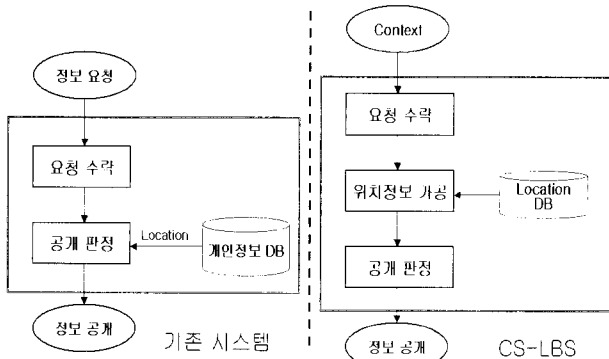 정보 요청
요청 수락
공개 판정
Location
개인정보 DB
정보 공개
기존 시스템
Context
요청 수락
위치정보 가공
Location
DB
공개 판정
정보 공개
CS-LBS